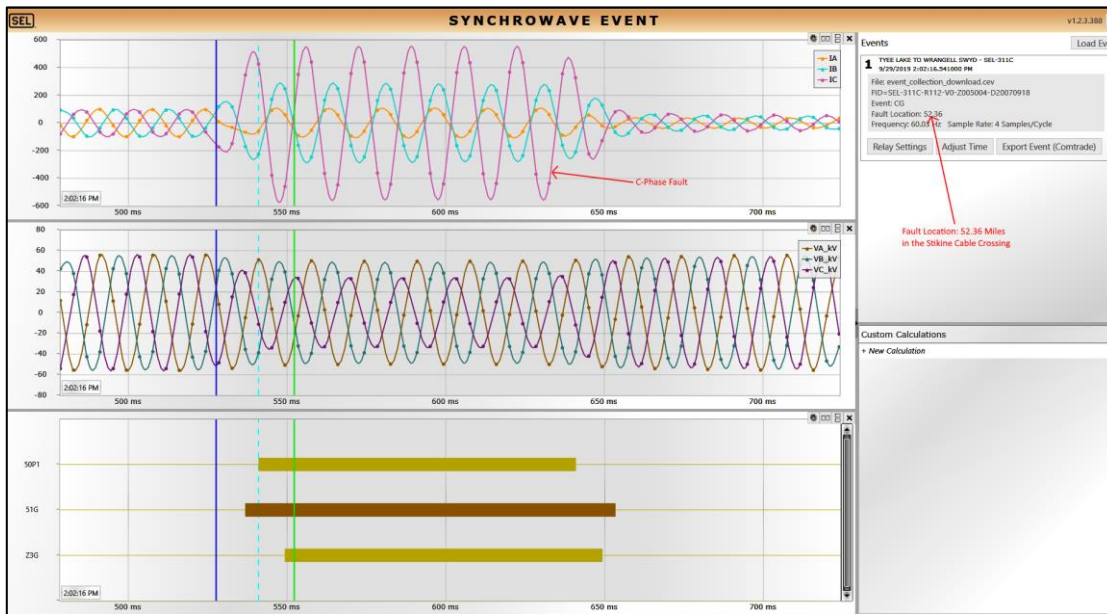 SEL
SYNCHROWAVE EVENT
v1.2.3.388
600
400
200
0
-200
-400
-600
IA
IB
IC
C-Phase Fault
2:02:16 PM
500 ms
550 ms
600 ms
650 ms
700 ms
80
60
40
20
0
-20
-40
-60
-80
VA_kV
VB_kV
VC_kV
2:02:16 PM
500 ms
550 ms
600 ms
650 ms
700 ms
50P1
51G
Z3G
2:02:16 PM
500 ms
550 ms
600 ms
650 ms
700 ms
Events
Load Ev
1 TYEE LAKE TO WRANGELL SWYD - SEL-311C
9/29/2019 2:02:16.541000 PM
File: event_collection_download.cev
FID=SEL-311C-R112-V0-Z005004-D20070918
Event: CG
Fault Location: 52.36
Frequency: 60.01 Hz Sample Rate: 4 Samples/Cycle
Relay Settings
Adjust Time
Export Event (Comtrade)
Fault Location: 52.36 Miles
in the Stikine Cable Crossing
Custom Calculations
+ New Calculation